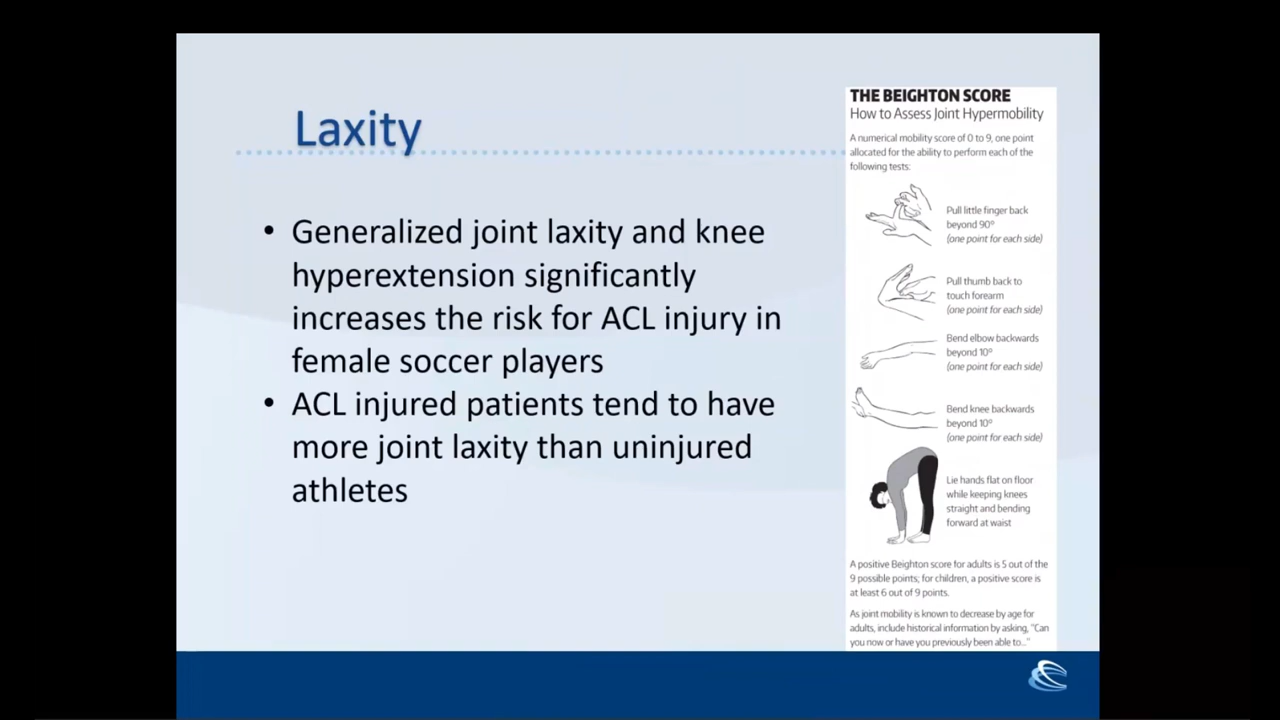 Laxity
• Generalized joint laxity and knee
hyperextension significantly
increases the risk for ACL injury in
female soccer players
• ACL injured patients tend to have
more joint laxity than uninjured
athletes
THE BEIGHTON SCORE
How to Assess Joint Hypermobility
A numerical mobility score of 0 to 9, one point
allocated for the ability to perform each of the
following tests:
Pull little finger back
beyond 90°
(one point for each side)
Pull thumb back to
touch forearm
(one point for each side)
Bend elbow backwards
beyond 10°
(one point for each side)
Bend knee backwards
beyond 10°
(one point for each side)
Lie hands flat on floor
while keeping knees
straight and bending
forward at waist
A positive Beighton score for adults is 5 out of the
9 possible points; for children, a positive score is
at least 6 out of 9 points.
As joint mobility is known to decrease by age for
adults, include historical information by asking, "Can
you now or have you previously been able to..."